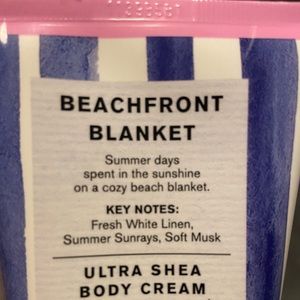 BEACHFRONT
BLANKET
Summer days
spent in the sunshine
on a cozy beach blanket.
KEY NOTES:
Fresh White Linen,
Summer Sunrays, Soft Musk
ULTRA SHEA
BODY CREAM